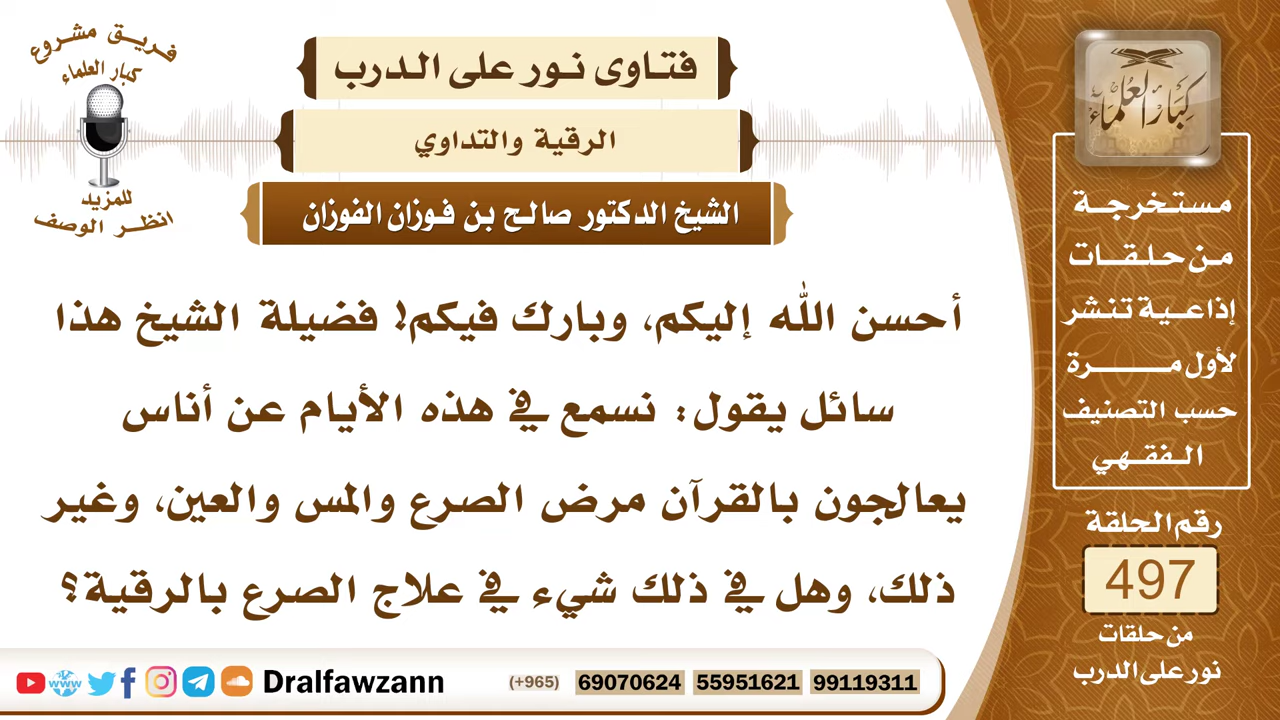 فريق مشروع
كبار العلماء
للمزيد
انظر الوصف
فتاوى نور على الدرب
الرقية والتداوي
الشيخ الدكتور صالح بن فوزان الفوزان
أحسن الله إليكم، وبارك فيكم! فضيلة الشيخ هذا
سائل يقول: نسمع في هذه الأيام عن أناس
يعالجون بالقرآن مرض الصرع والمس والعين، وغير
ذلك، وهل في ذلك شيء في علاج الصرع بالرقية؟
كبار العلماء
مستخرجة
من حلقات
إذاعية تنشر
لأول مرة
حسب التصنيف
الفقهي
رقم الحلقة
497
من حلقات
نور على الدرب
www Dralfawzann (+965) 69070624 55951621 99119311